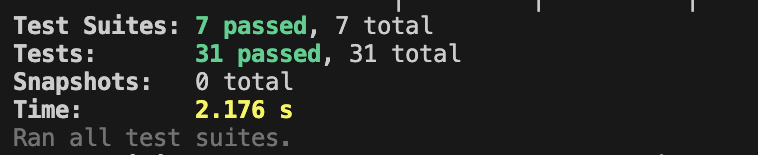 Test Suites: 7 passed, 7 total
Tests:       31 passed, 31 total
Snapshots:   0 total
Time:        2.176 s
Ran all test suites.